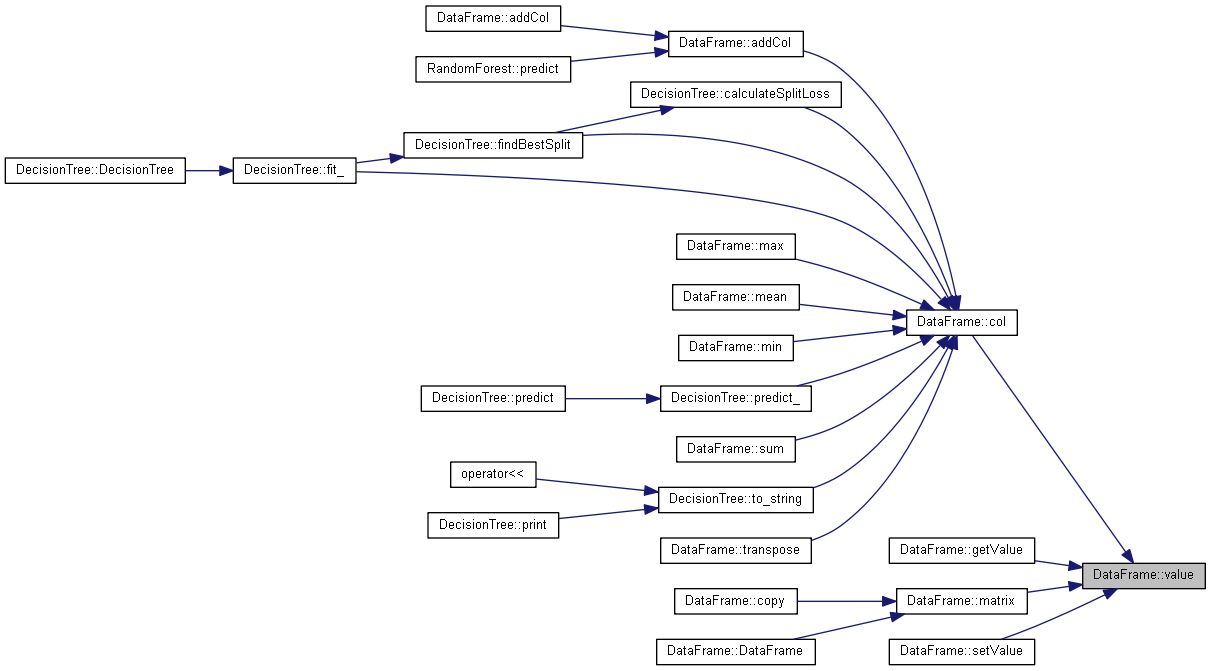 DataFrame::addCol
DataFrame::addCol
RandomForest::predict
DecisionTree::calculateSplitLoss
DecisionTree::findBestSplit
DecisionTree::DecisionTree
DecisionTree::fit_
DataFrame::max
DataFrame::mean
DataFrame::col
DataFrame::min
DecisionTree::predict
DecisionTree::predict_
DataFrame::sum
operator<<
DecisionTree::to_string
DecisionTree::print
DataFrame::transpose
DataFrame::getValue
DataFrame::value
DataFrame::copy
DataFrame::matrix
DataFrame::DataFrame
DataFrame::setValue